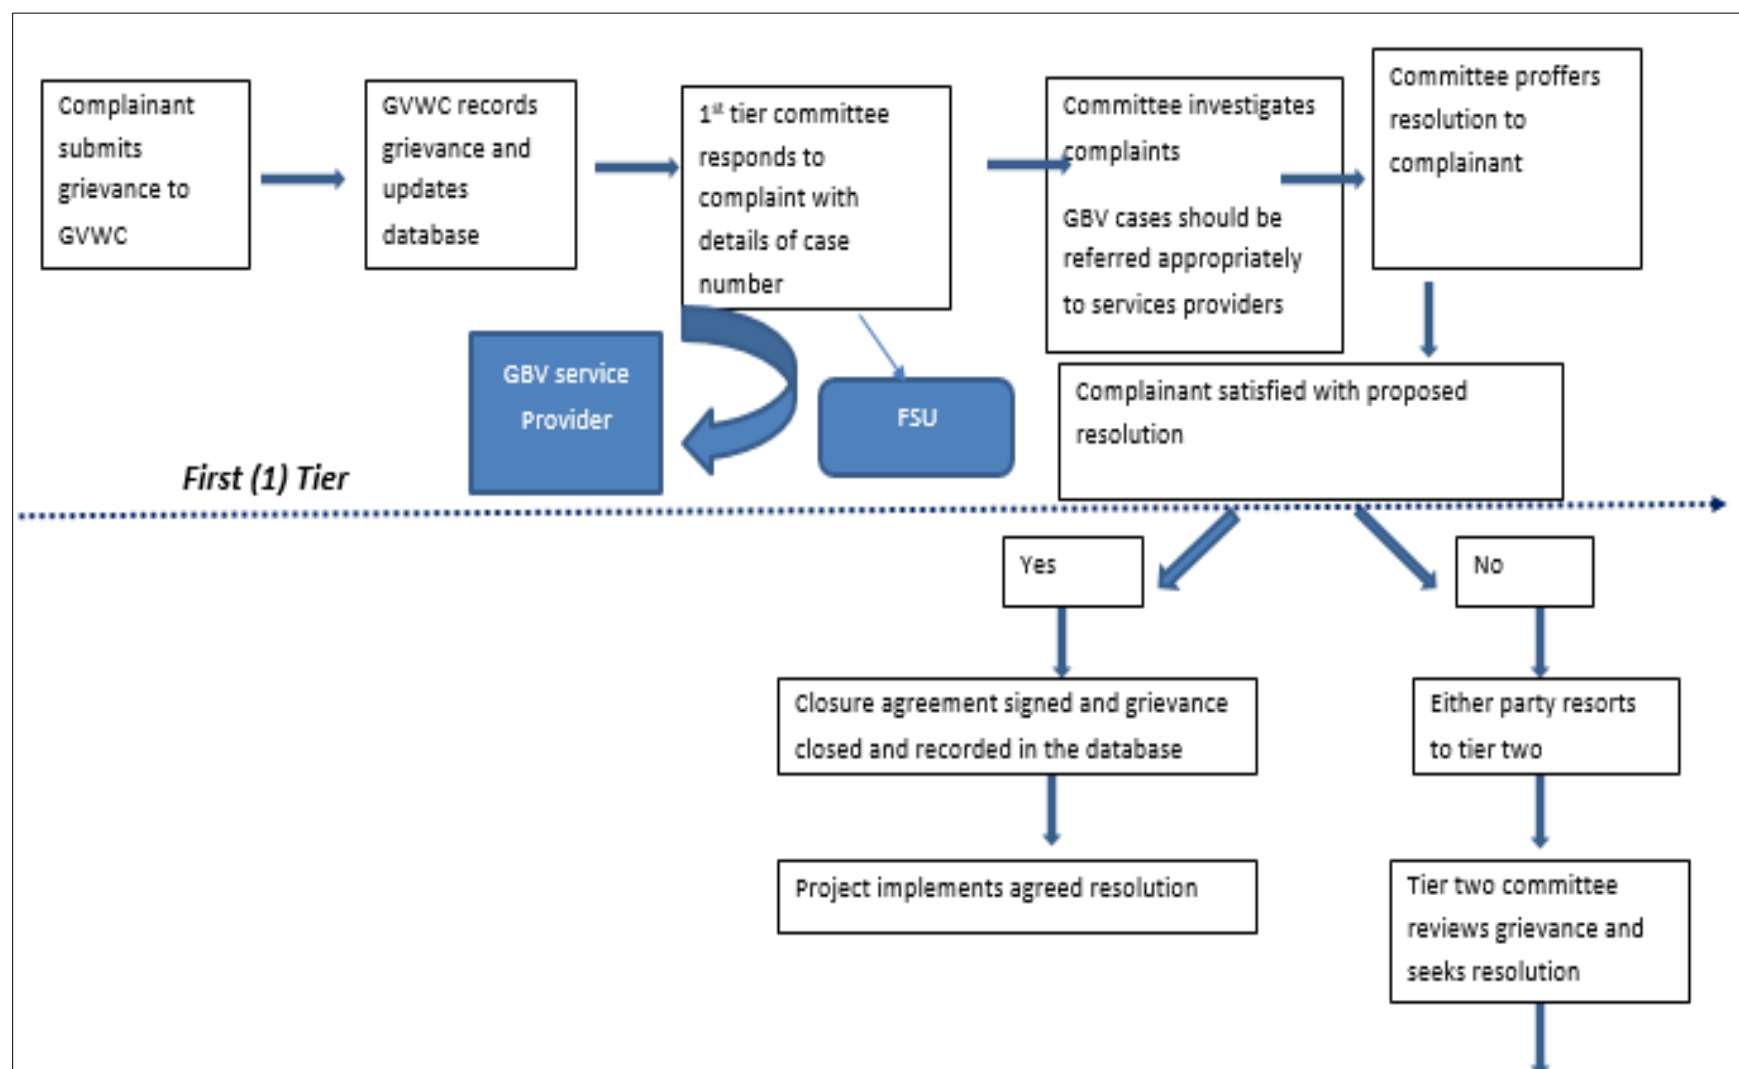 Complainant
submits
grievance to
GVWC
GVWC records
grievance and
updates
database
1st tier committee
responds to
complaint with
details of case
number
Committee investigates
complaints
GBV cases should be
referred appropriately
to services providers
Committee proffers
resolution to
complainant
GBV service
Provider
FSU
Complainant satisfied with proposed
resolution
First (1) Tier
Yes
No
Closure agreement signed and grievance
closed and recorded in the database
Either party resorts
to tier two
Project implements agreed resolution
Tier two committee
reviews grievance and
seeks resolution